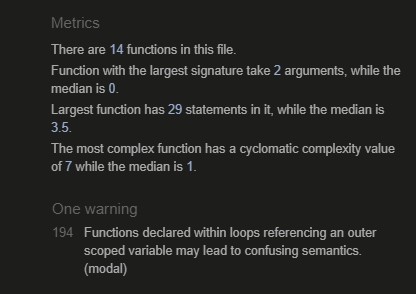 Metrics
There are 14 functions in this file.
Function with the largest signature take 2 arguments, while the
median is 0.
Largest function has 29 statements in it, while the median is
3.5.
The most complex function has a cyclomatic complexity value
of 7 while the median is 1.
One warning
194 Functions declared within loops referencing an outer
scoped variable may lead to confusing semantics.
(modal)